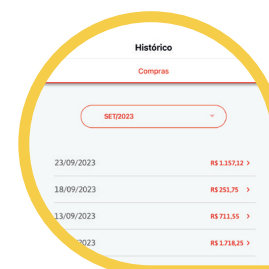 Histórico
Compras
SET/2023
23/09/2023 R$ 1.157,12
18/09/2023 R$ 251,75
13/09/2023 R$ 711,55
/2023 R$ 1.718,25